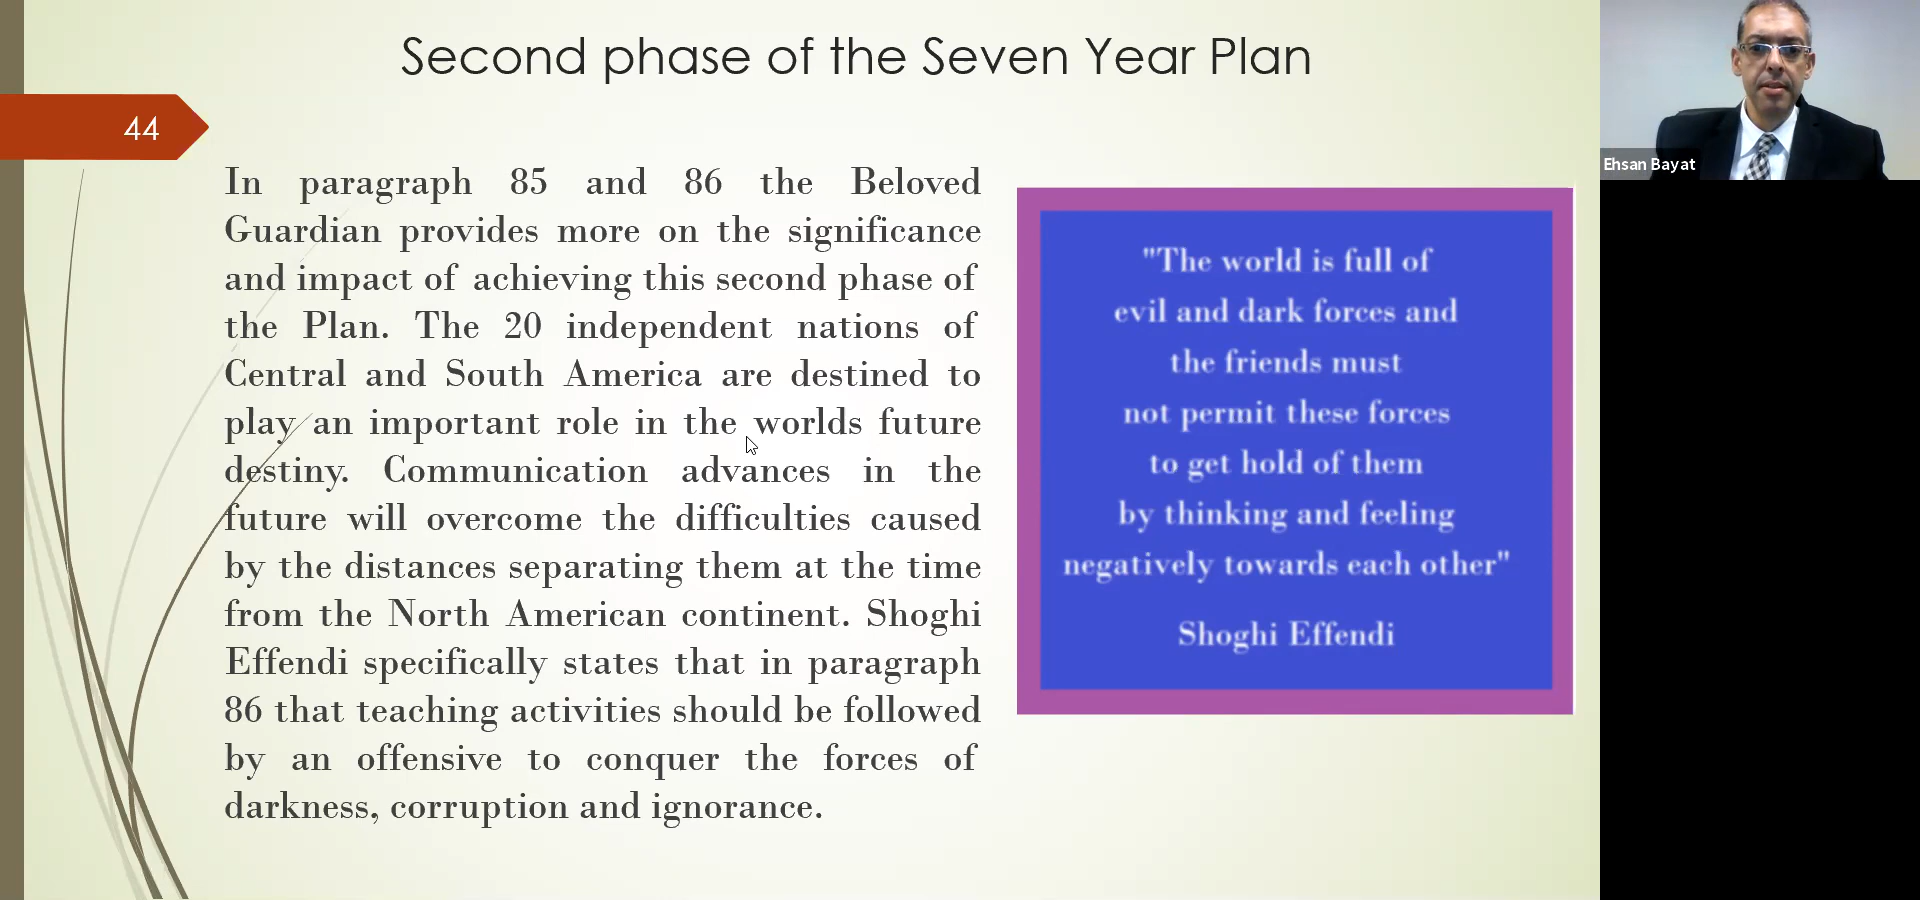 Second phase of the Seven Year Plan
44
In paragraph 85 and 86 the Beloved
Guardian provides more on the significance
and impact of achieving this second phase of
the Plan. The 20 independent nations of
Central and South America are destined to
play an important role in the worlds future
destiny. Communication advances in the
future will overcome the difficulties caused
by the distances separating them at the time
from the North American continent. Shoghi
Effendi specifically states that in paragraph
86 that teaching activities should be followed
by an offensive to conquer the forces of
darkness, corruption and ignorance.
"The world is full of
evil and dark forces and
the friends must
not permit these forces
to get hold of them
by thinking and feeling
negatively towards each other"
Shoghi Effendi
Ehsan Bayat